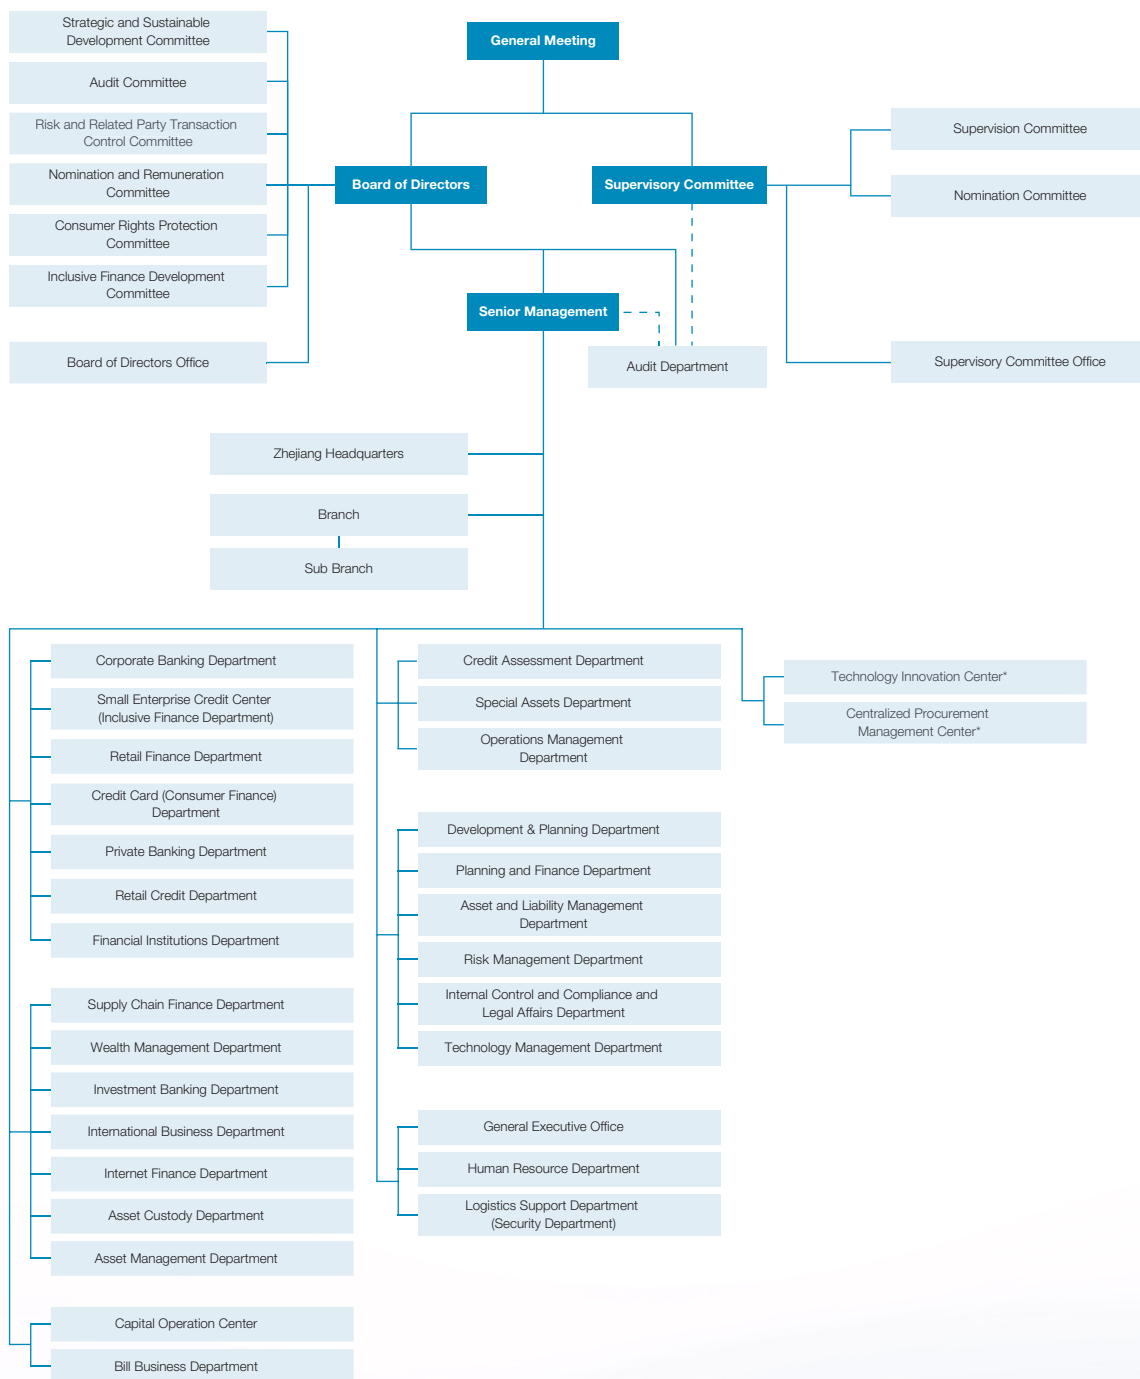 General Meeting
Strategic and Sustainable
Development Committee
Audit Committee
Risk and Related Party Transaction
Control Committee
Nomination and Remuneration
Committee
Consumer Rights Protection
Committee
Inclusive Finance Development
Committee
Board of Directors Office
Board of Directors
Supervisory Committee
Supervision Committee
Nomination Committee
Supervisory Committee Office
Senior Management
Audit Department
Zhejiang Headquarters
Branch
Sub Branch
Corporate Banking Department
Small Enterprise Credit Center
(Inclusive Finance Department)
Retail Finance Department
Credit Card (Consumer Finance)
Department
Private Banking Department
Retail Credit Department
Financial Institutions Department
Supply Chain Finance Department
Wealth Management Department
Investment Banking Department
International Business Department
Internet Finance Department
Asset Custody Department
Asset Management Department
Capital Operation Center
Bill Business Department
Credit Assessment Department
Special Assets Department
Operations Management
Department
Development & Planning Department
Planning and Finance Department
Asset and Liability Management
Department
Risk Management Department
Internal Control and Compliance and
Legal Affairs Department
Technology Management Department
General Executive Office
Human Resource Department
Logistics Support Department
(Security Department)
Technology Innovation Center*
Centralized Procurement
Management Center*